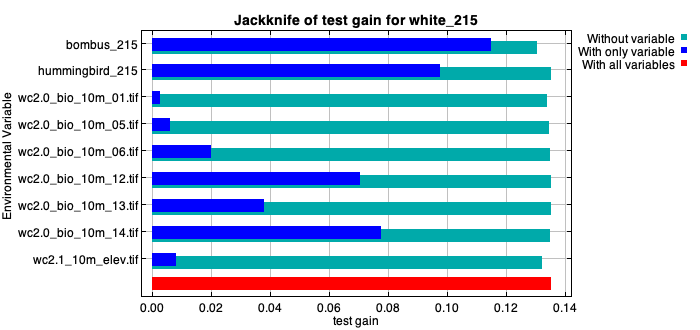 Jackknife of test gain for white_215
Without variable
With only variable
With all variables
Environmental Variable
bombus_215
hummingbird_215
wc2.0_bio_10m_01.tif
wc2.0_bio_10m_05.tif
wc2.0_bio_10m_06.tif
wc2.0_bio_10m_12.tif
wc2.0_bio_10m_13.tif
wc2.0_bio_10m_14.tif
wc2.1_10m_elev.tif
0.00 0.02 0.04 0.06 0.08 0.10 0.12 0.14
test gain